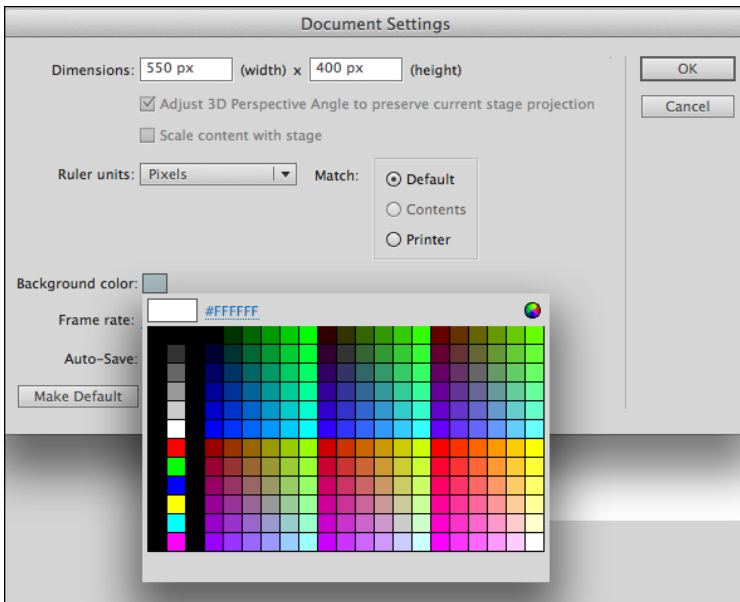 Document Settings
Dimensions: 550 px (width) x 400 px (height)
OK
Adjust 3D Perspective Angle to preserve current stage projection
Cancel
Scale content with stage
Ruler units: Pixels Match: Default
Contents
Printer
Background color:
#FFFFFF
Frame rate:
Auto-Save:
Make Default